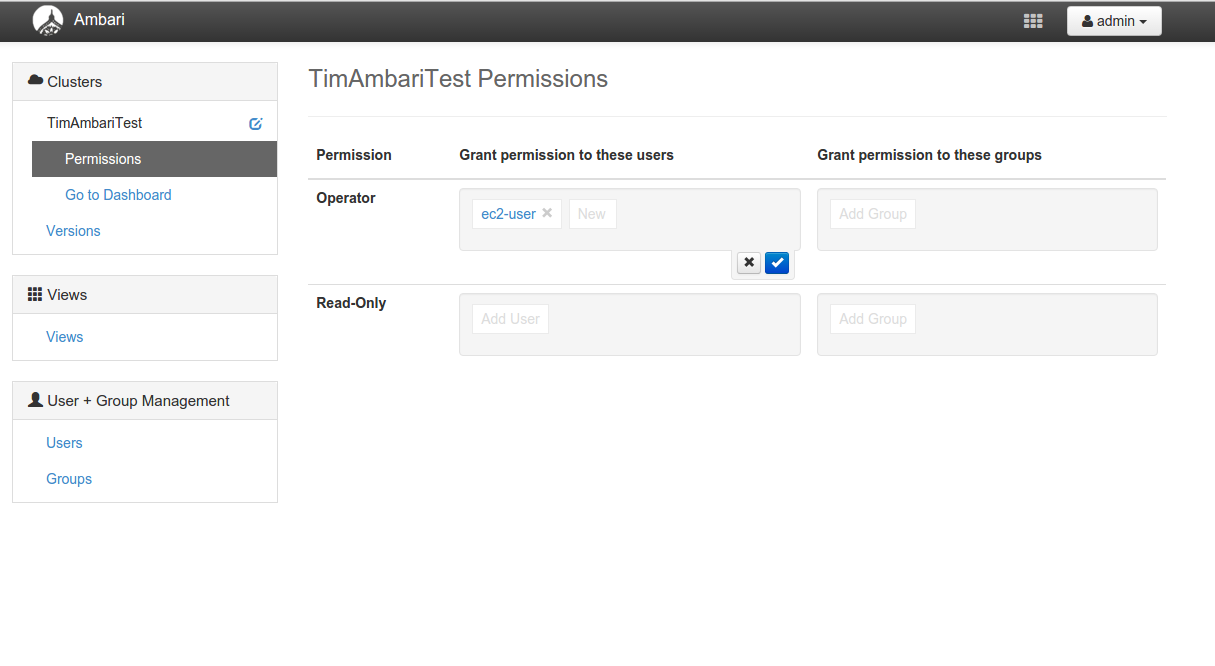 Ambari
admin
Clusters
TimAmbariTest
Permissions
Go to Dashboard
Versions
Views
Views
User + Group Management
Users
Groups
TimAmbariTest Permissions
Permission Grant permission to these users Grant permission to these groups
Operator ec2-user New Add Group
Read-Only Add User Add Group